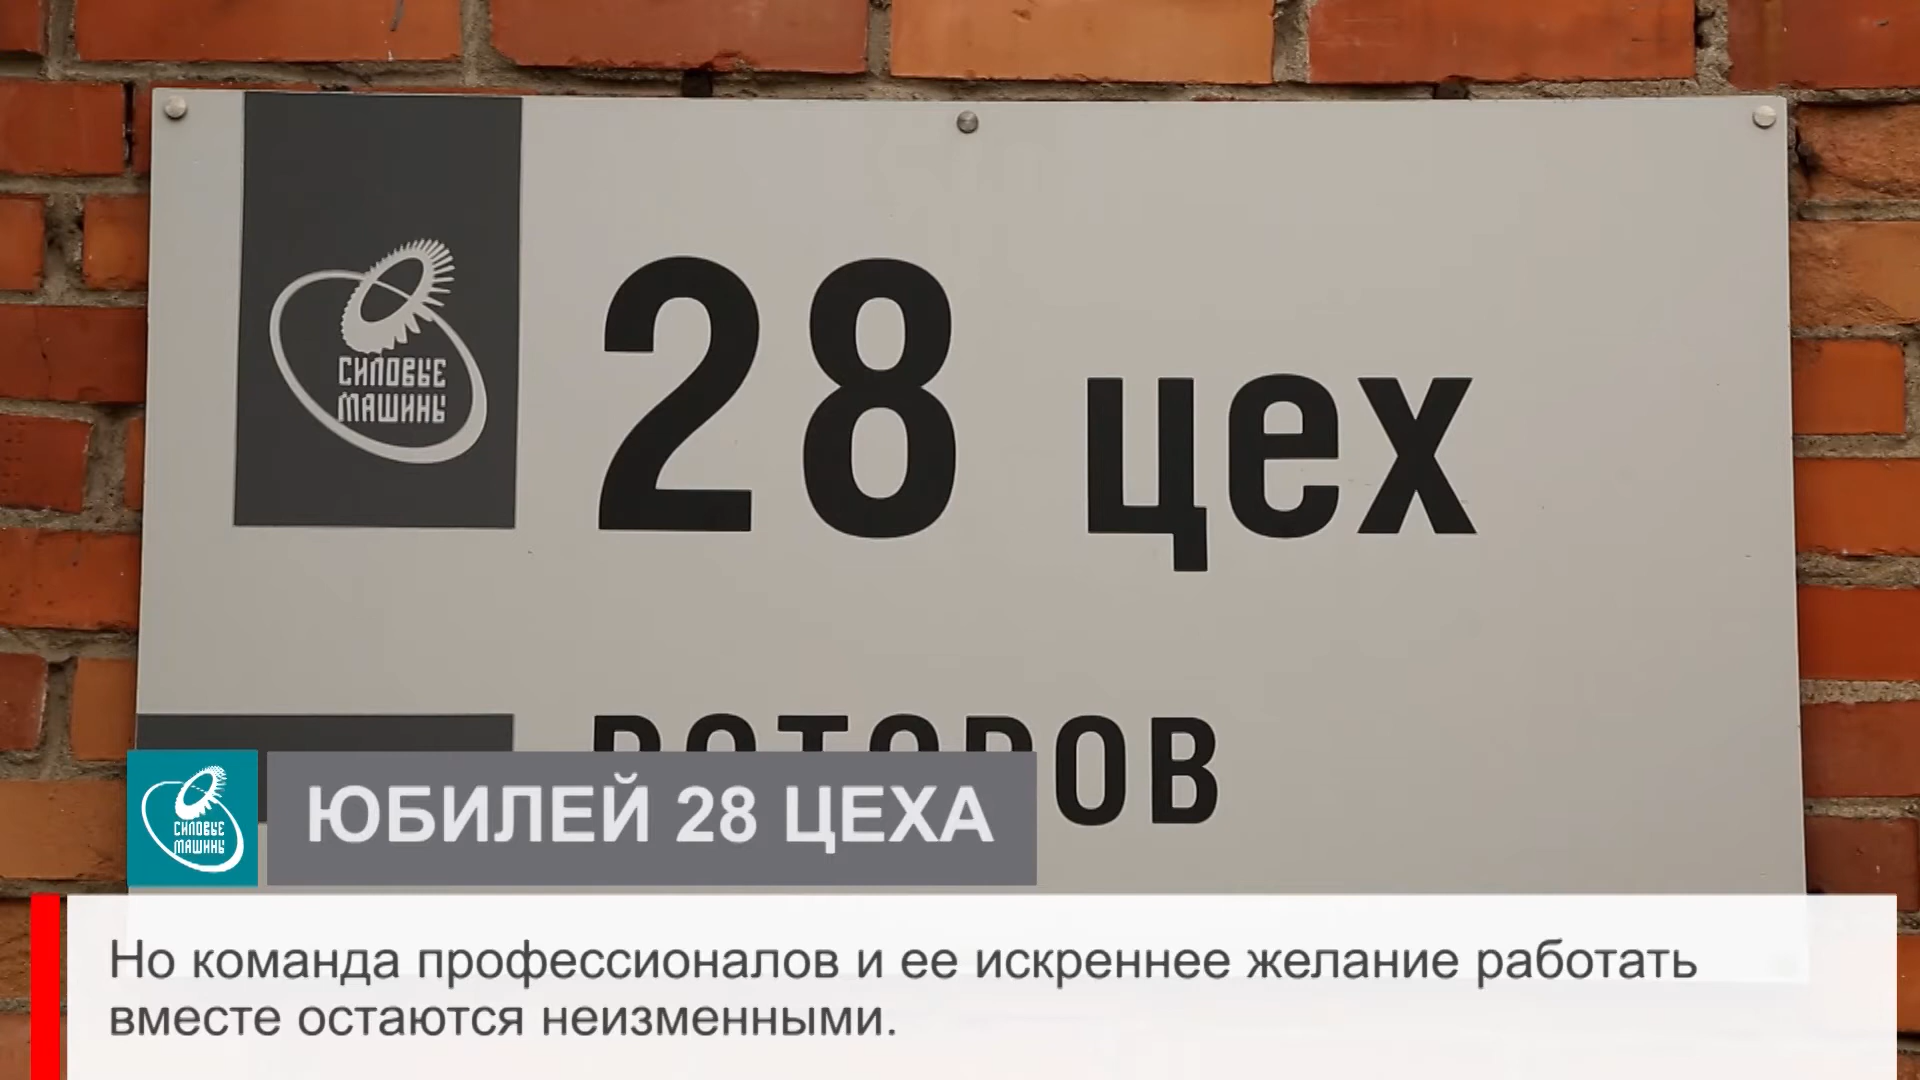 СИЛОВЫЕ
МАШИНЫ
28 цех
РОТОРОВ
СИЛОВЫЕ
МАШИНЫ
ЮБИЛЕЙ 28 ЦЕХА
Но команда профессионалов и ее искреннее желание работать
вместе остаются неизменными.